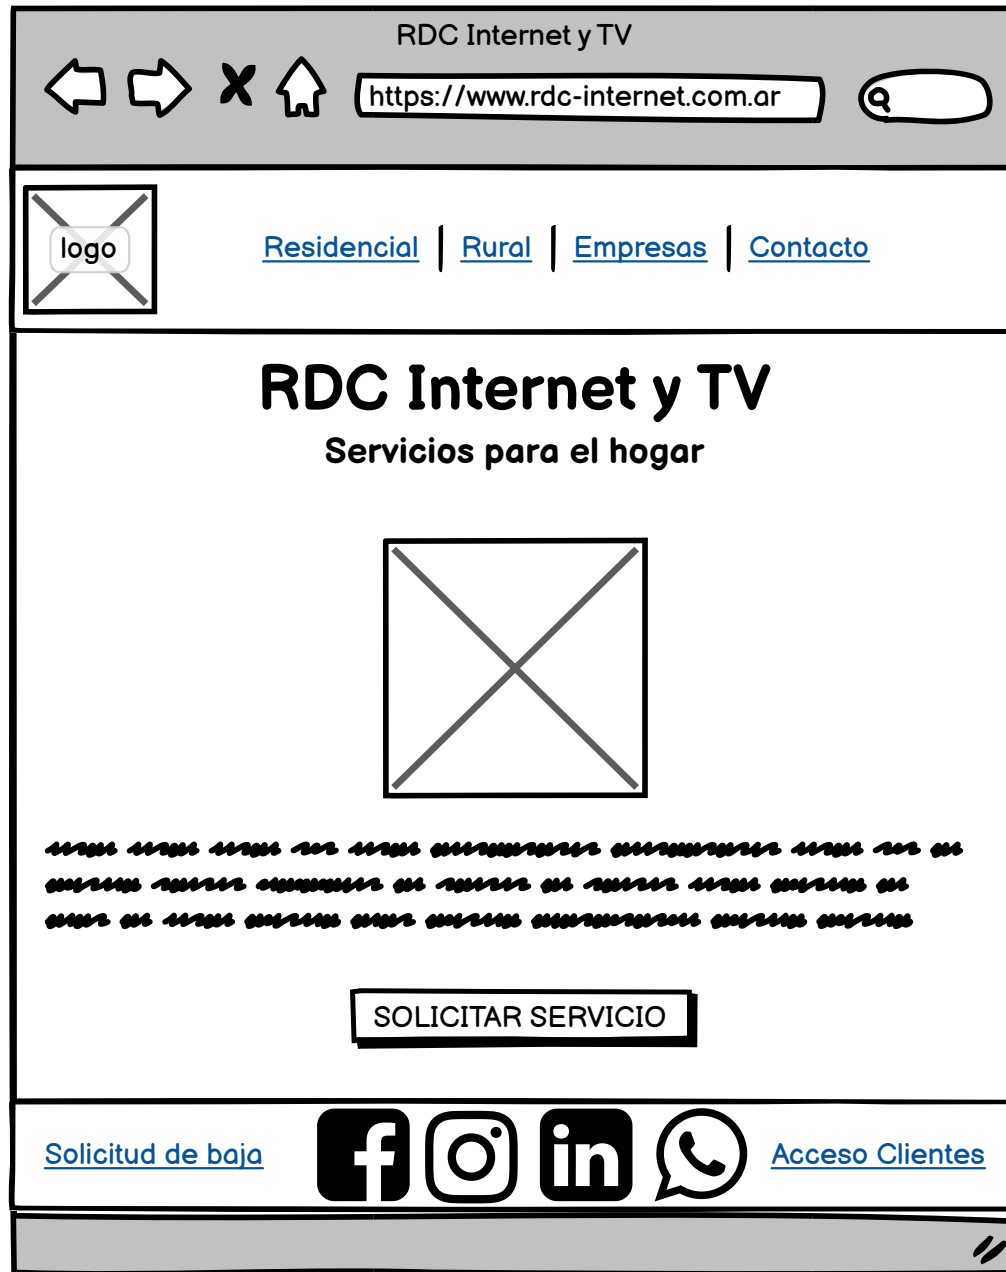 RDC Internet y TV
https://www.rdc-internet.com.ar
logo
Residencial | Rural | Empresas | Contacto
RDC Internet y TV
Servicios para el hogar
SOLICITAR SERVICIO
Solicitud de baja
Acceso Clientes